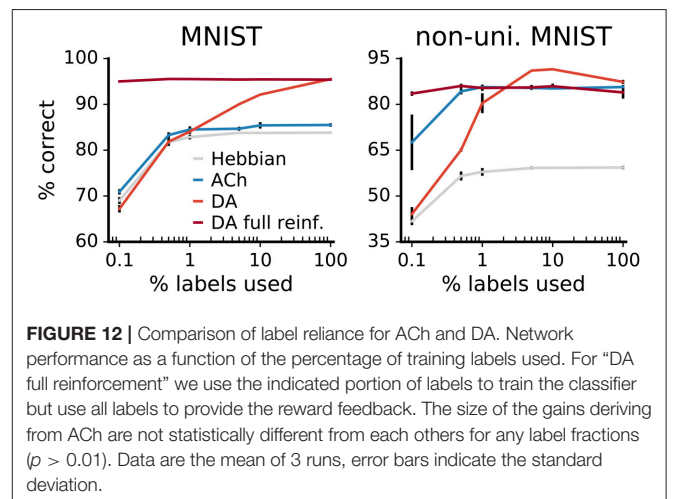 MNIST
non-uni. MNIST
% correct
100
90
80
70
60
95
80
65
50
35
Hebbian
ACh
DA
DA full reinf.
0.1
1
10
100
0.1
1
10
100
% labels used
% labels used
FIGURE 12 | Comparison of label reliance for ACh and DA. Network
performance as a function of the percentage of training labels used. For “DA
full reinforcement” we use the indicated portion of labels to train the classifier
but use all labels to provide the reward feedback. The size of the gains deriving
from ACh are not statistically different from each others for any label fractions
(p > 0.01). Data are the mean of 3 runs, error bars indicate the standard
deviation.